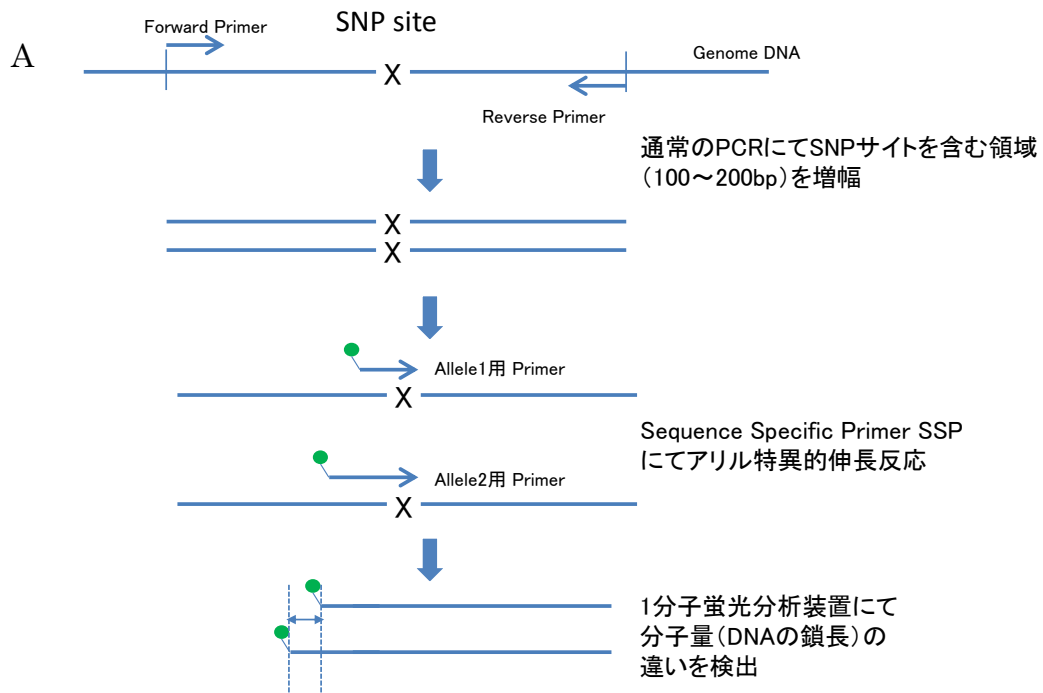 SNP site
Forward Primer
A
Genome DNA
X
Reverse Primer
通常のPCRにてSNPサイトを含む領域
（100～200bp）を増幅
X
X
Allele1用 Primer
X
Sequence Specific Primer SSP
にてアリル特異的伸長反応
Allele2用 Primer
X
1分子蛍光分析装置にて
分子量（DNAの鎖長）の
違いを検出